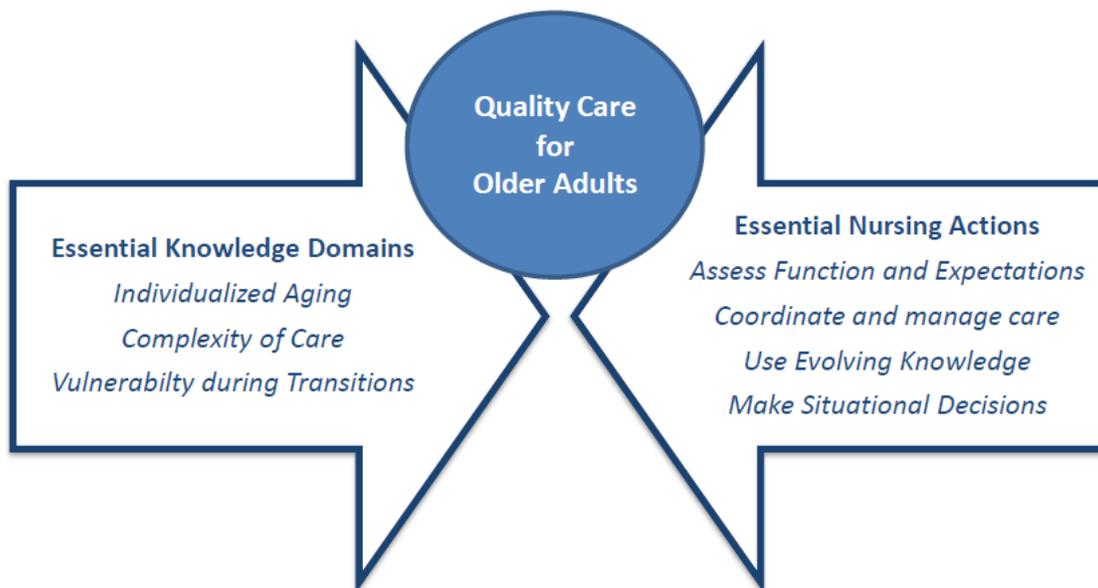 Quality Care
for
Older Adults
Essential Knowledge Domains
Individualized Aging
Complexity of Care
Vulnerabilty during Transitions
Essential Nursing Actions
Assess Function and Expectations
Coordinate and manage care
Use Evolving Knowledge
Make Situational Decisions